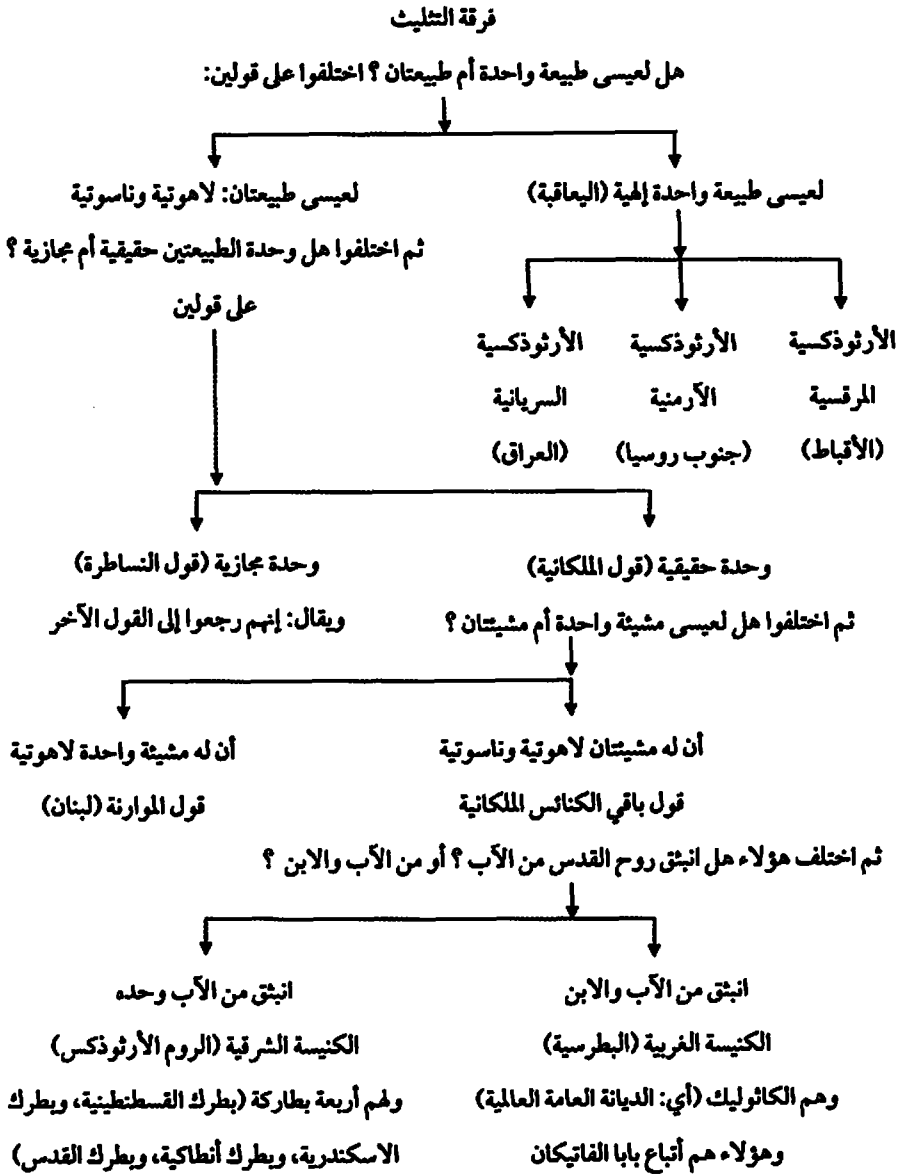 فرقة التثليث
هل لعيسى طبيعة واحدة أم طبيعتان ؟ اختلفوا على قولين:
لعيسى طبيعة واحدة إلهية (اليعاقبة)
لعيسى طبيعتان: لاهوتية وناسوتية
ثم اختلفوا هل وحدة الطبيعتين حقيقية أم مجازية ؟
على قولين
الأرثوذكسية
المرقسية
(الأقباط)
الأرثوذكسية
الآرمنية
(جنوب روسيا)
الأرثوذكسية
السريانية
(العراق)
وحدة حقيقية (قول الملكانية)
ثم اختلفوا هل لعيسى مشيئة واحدة أم مشيئتان ؟
وحدة مجازية (قول النساطرة)
ويقال: إنهم رجعوا إلى القول الآخر
أن له مشيئتان لاهوتية وناسوتية
قول باقي الكنائس الملكانية
أن له مشيئة واحدة لاهوتية
قول الموارنة (لبنان)
ثم اختلف هؤلاء هل انبثق روح القدس من الآب ؟ أو من الآب والابن ؟
انبثق من الآب والابن
الكنيسة الغربية (البطرسية)
وهم الكاثوليك (أي: الديانة العامة العالمية)
وهؤلاء هم أتباع بابا الفاتيكان
انبثق من الآب وحده
الكنيسة الشرقية (الروم الأرثوذكس)
ولهم أربعة بطاركة (بطرك القسطنطينية، وبطرك
الاسكندرية، وبطرك أنطاكية، وبطرك القدس)